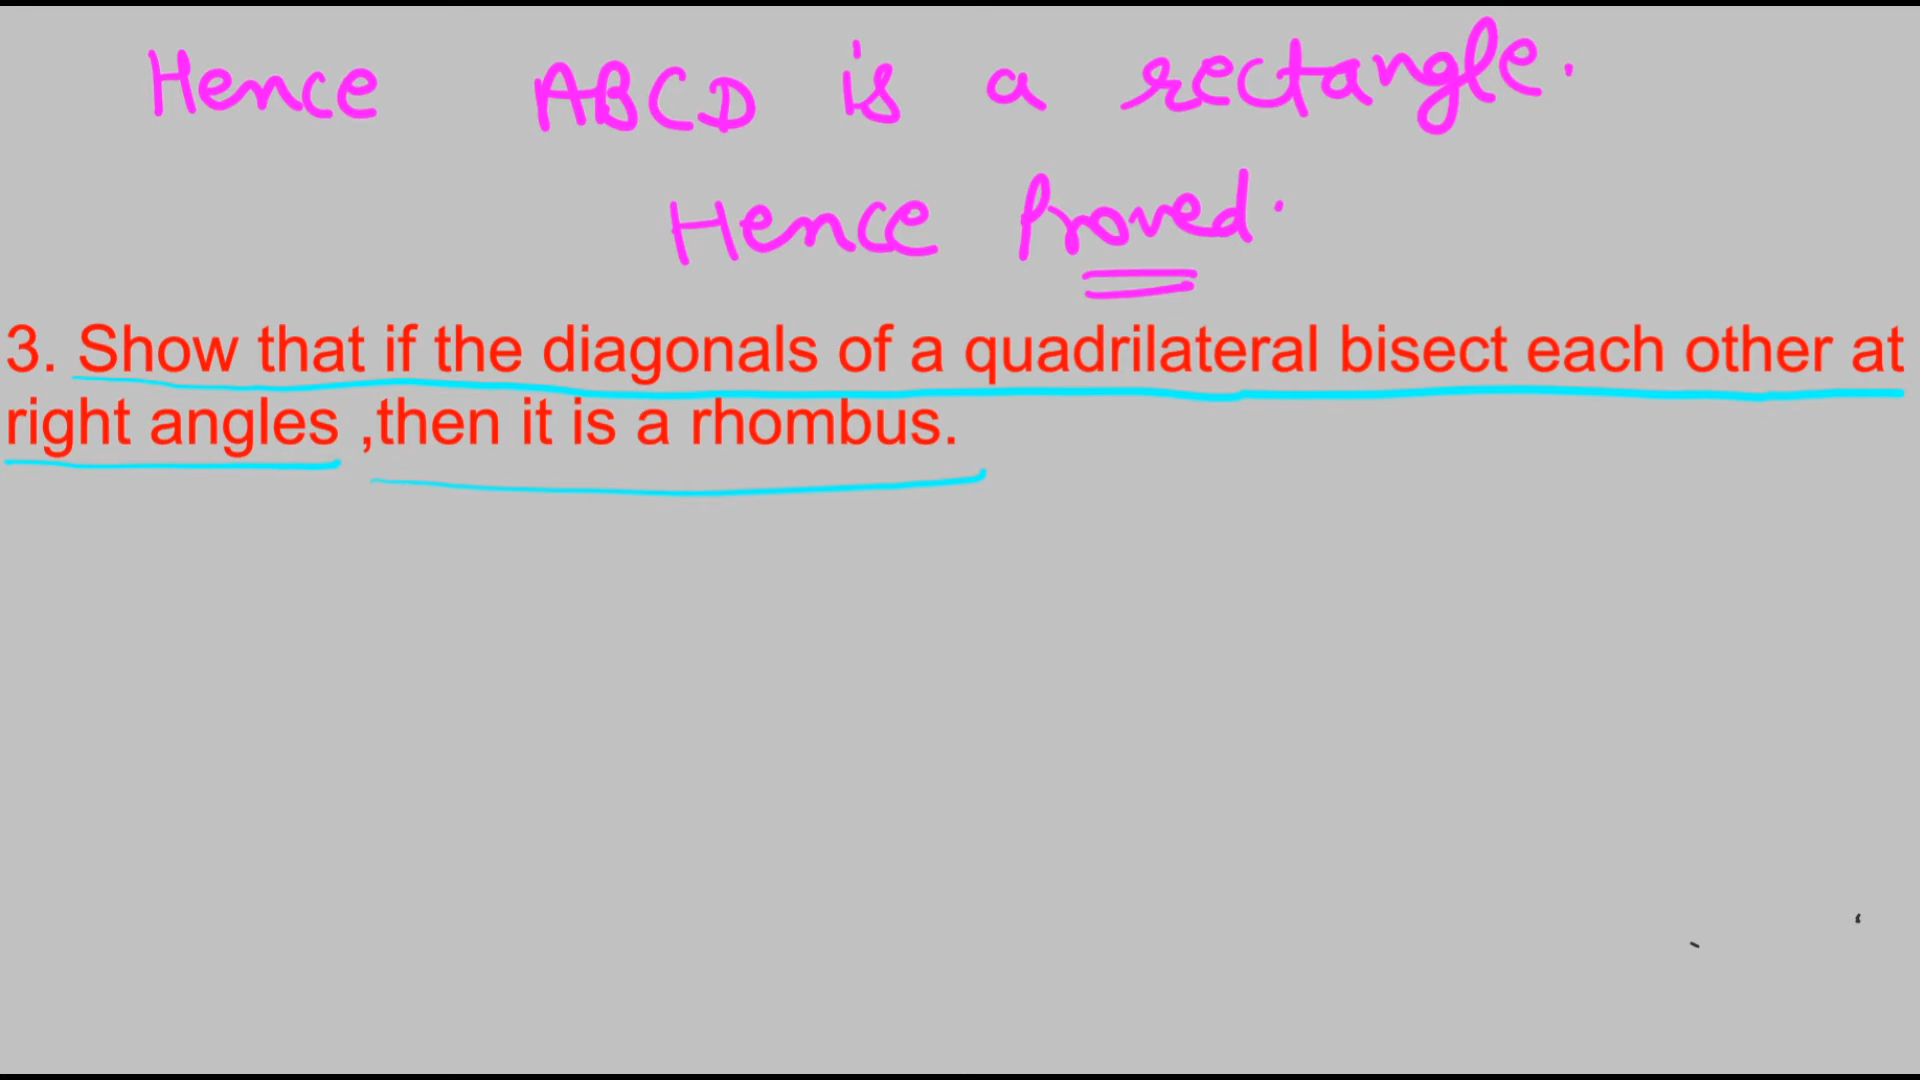 Hence ABCD is a rectangle.
Hence Proved.
3. Show that if the diagonals of a quadrilateral bisect each other at
right angles ,then it is a rhombus.